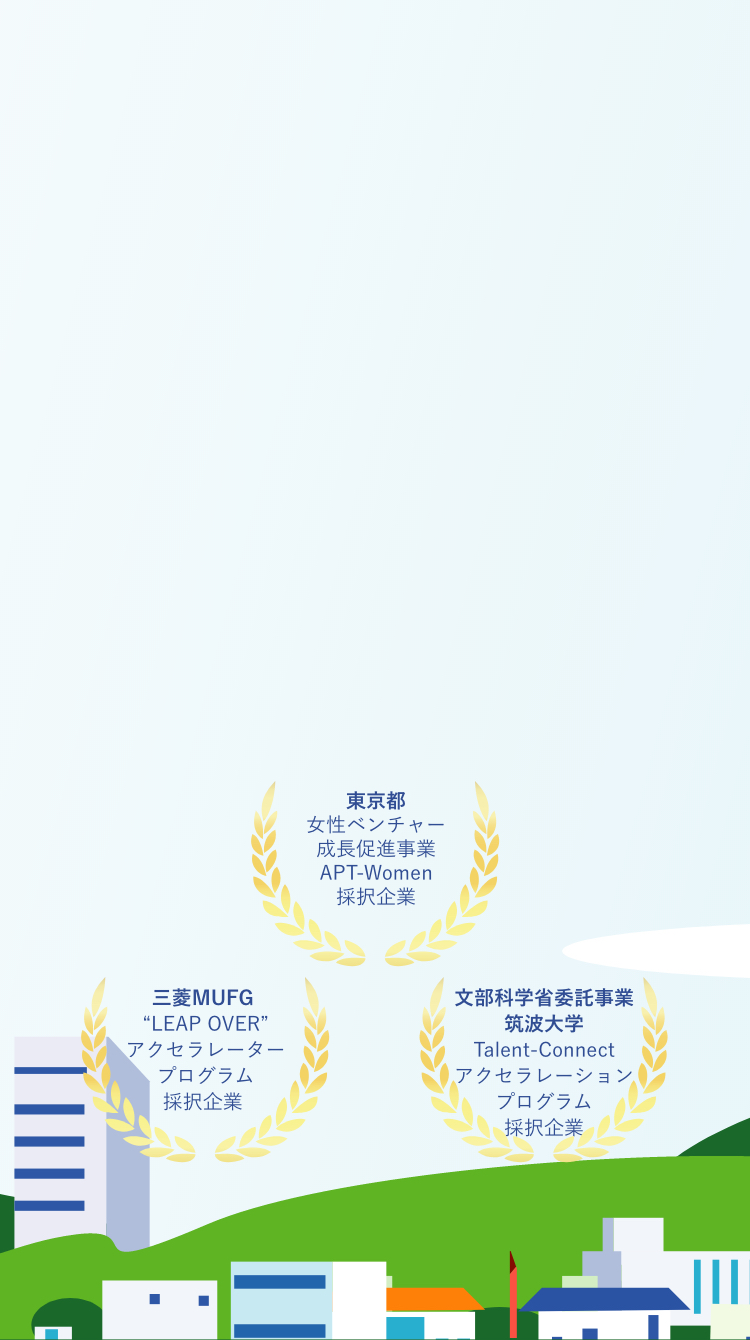 東京都
女性ベンチャー
成長促進事業
APT-Women
採択企業
三菱MUFG
“LEAP OVER”
アクセラレーター
プログラム
採択企業
文部科学省委託事業
筑波大学
Talent-Connect
アクセラレーション
プログラム
採択企業